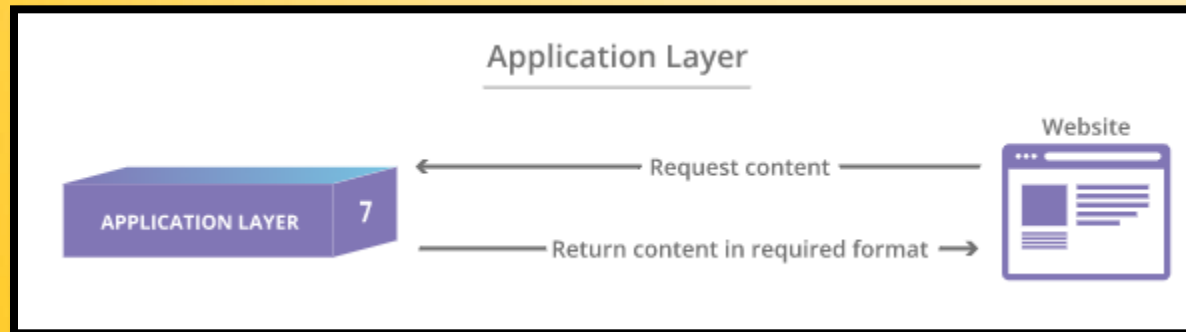 Application Layer
Website
Request content
APPLICATION LAYER 7
Return content in required format